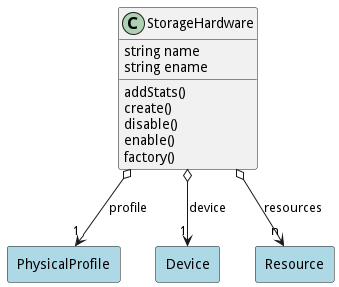 C StorageHardware
string name
string ename
addStats()
create()
disable()
enable()
factory()
profile
device
resources
1
1
n
PhysicalProfile
Device
Resource